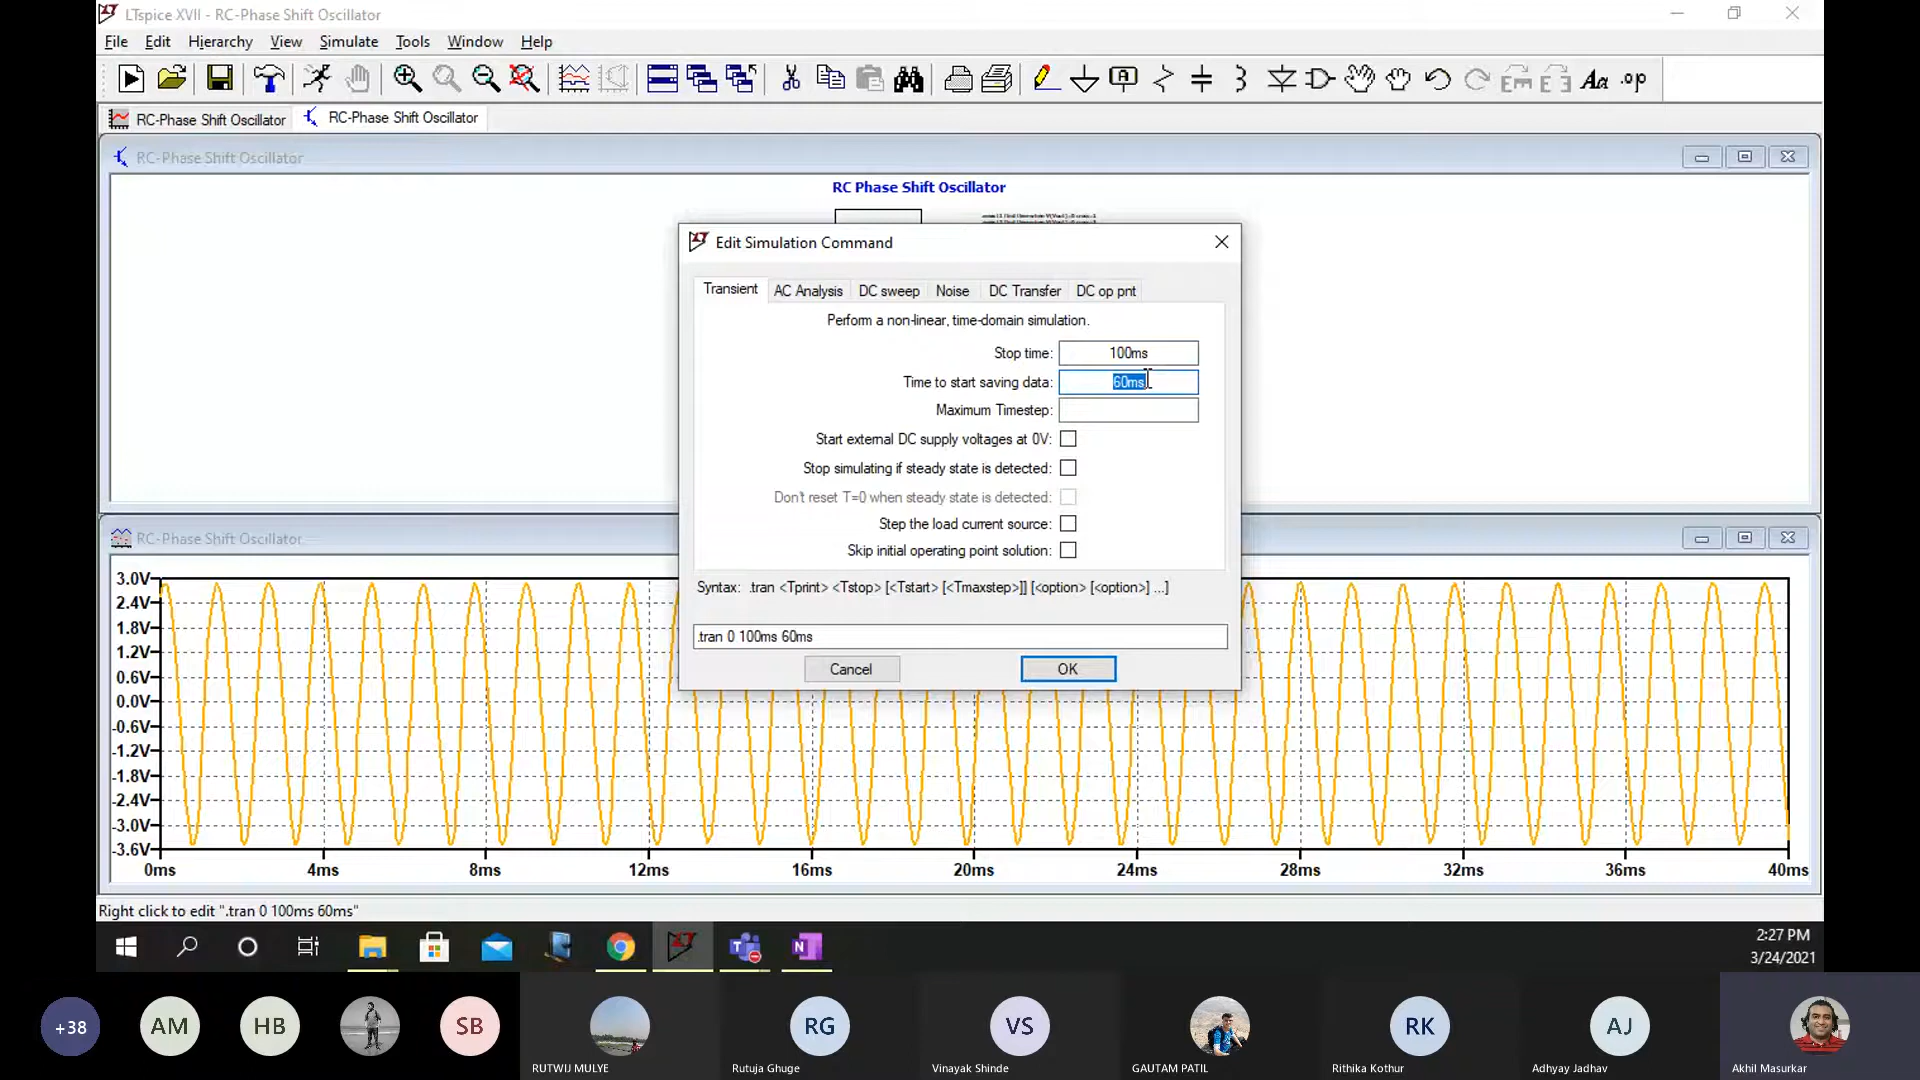 LTspice XVII - RC-Phase Shift Oscillator
File Edit Hierarchy View Simulate Tools Window Help
A Aa .op
RC-Phase Shift Oscillator RC-Phase Shift Oscillator
RC-Phase Shift Oscillator
RC Phase Shift Oscillator
Edit Simulation Command
Transient AC Analysis DC sweep Noise DC Transfer DC op pnt
Perform a non-linear, time-domain simulation.
Stop time: 100ms
Time to start saving data: 60ms
Maximum Timestep:
Start external DC supply voltages at 0V:
Stop simulating if steady state is detected:
Don't reset T=0 when steady state is detected:
Step the load current source:
Skip initial operating point solution:
Syntax: .tran <Tprint> <Tstop> [<Tstart> [<Tmaxstep>]] [<option> [<option>] ...]
.tran 0 100ms 60ms
Cancel OK
RC-Phase Shift Oscillator
3.0V
2.4V
1.8V
1.2V
0.6V
0.0V
-0.6V
-1.2V
-1.8V
-2.4V
-3.0V
-3.6V
0ms 4ms 8ms 12ms 16ms 20ms 24ms 28ms 32ms 36ms 40ms
Right click to edit ".tran 0 100ms 60ms"
2:27 PM
3/24/2021
+38 AM HB SB RG VS RK AJ
RUTWIJ MULYE Rutuja Ghuge Vinayak Shinde GAUTAM PATIL Rithika Kothur Adhyay Jadhav Akhil Masurkar